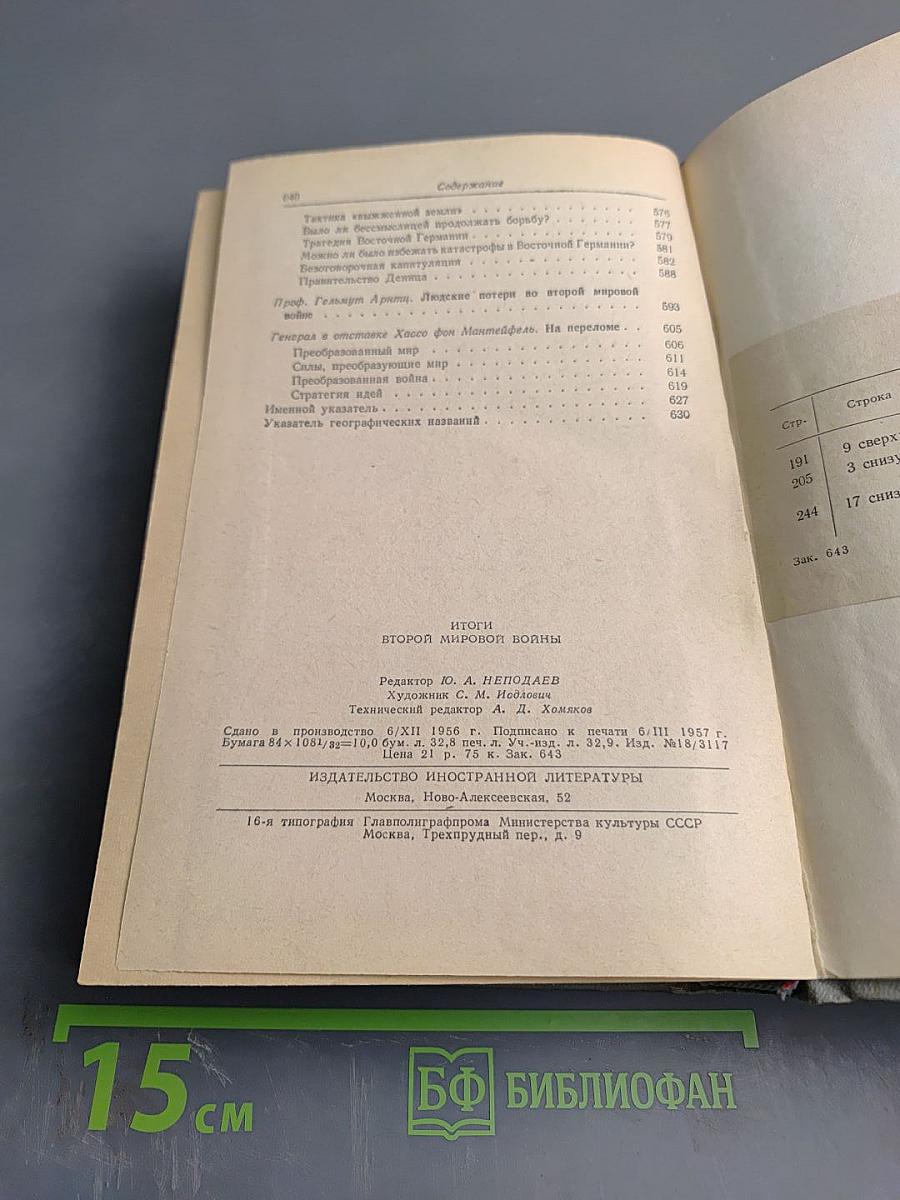 640 Содержание
Тактика «выжженной земли» . . . . . . . . . . . . . . 576
Было ли бессмыслицей продолжать борьбу? . . . . . . . 577
Трагедия Восточной Германии . . . . . . . . . . . . . 579
Можно ли было избежать катастрофы в Восточной Германии? 581
Безоговорочная капитуляция . . . . . . . . . . . . . 582
Правительство Деница . . . . . . . . . . . . . . . . 588
Проф. Гельмут Арнтц. Людские потери во второй мировой
войне . . . . . . . . . . . . . . . . . . . . . . 593
Генерал в отставке Хассо фон Мантейфель. На переломе . . 605
Преобразованный мир . . . . . . . . . . . . . . . . 606
Силы, преобразующие мир . . . . . . . . . . . . . . 611
Преобразованная война . . . . . . . . . . . . . . . . 614
Стратегия идей . . . . . . . . . . . . . . . . . . . 619
Именной указатель . . . . . . . . . . . . . . . . . . . 627
Указатель географических названий . . . . . . . . . . . . 630
ИТОГИ
ВТОРОЙ МИРОВОЙ ВОЙНЫ
Редактор Ю. А. НЕПОДАЕВ
Художник С. М. Иодлович
Технический редактор А. Д. Хомяков
Сдано в производство 6/XII 1956 г. Подписано к печати 6/III 1957 г.
Бумага 84×108 1/32=10,0 бум. л. 32,8 печ. л. Уч.-изд. л. 32,9. Изд. №18/3117
Цена 21 р. 75 к. Зак. 643
ИЗДАТЕЛЬСТВО ИНОСТРАННОЙ ЛИТЕРАТУРЫ
Москва, Ново-Алексеевская, 52
16-я типография Главполиграфпрома Министерства культуры СССР
Москва, Трехпрудный пер., д. 9
Стр. Строка
191 9 сверх
205 3 снизу
244 17 сниз
Зак. 643
15 см
БФ БИБЛИОФАН